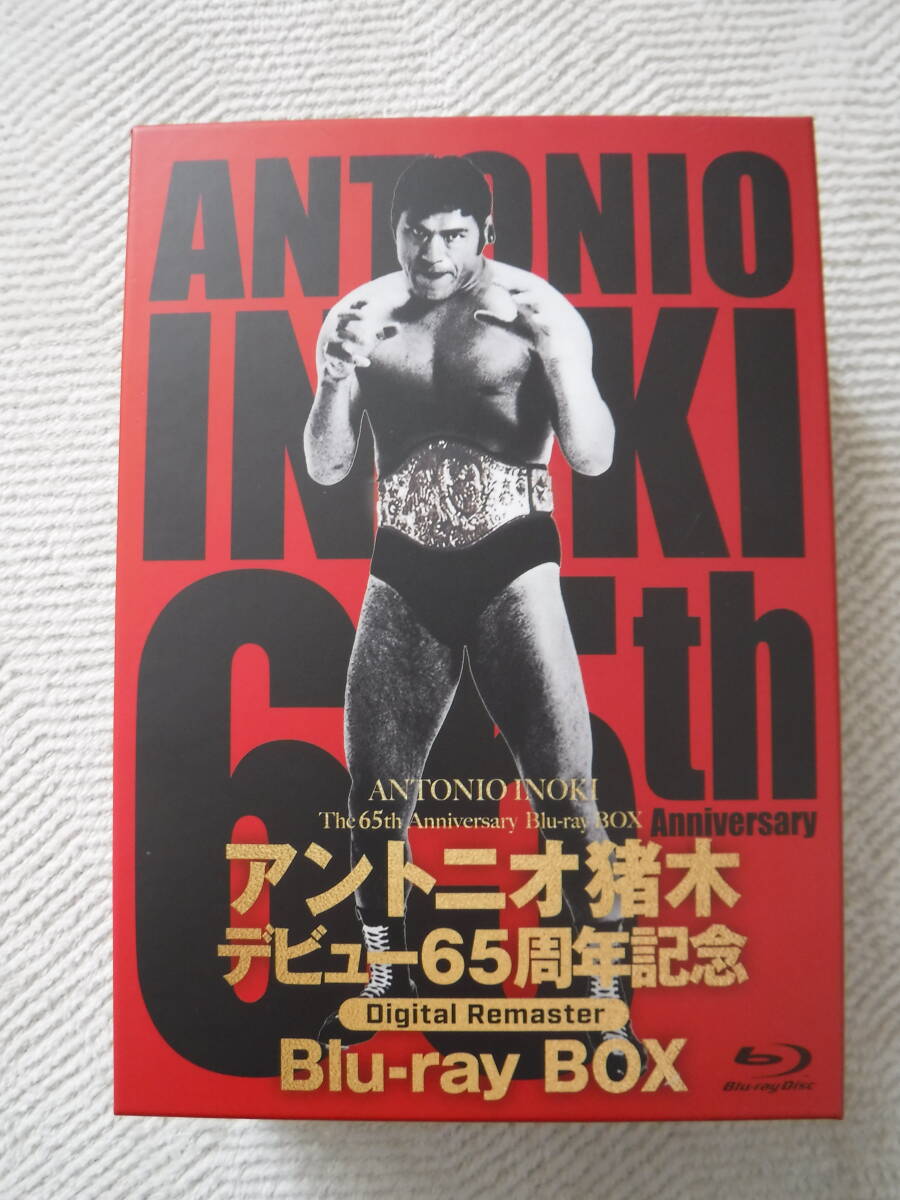 ANTONIO
INOKI
65th
Anniversary
ANTONIO INOKI
The 65th Anniversary Blu-ray BOX
アントニオ猪木
デビュー65周年記念
Digital Remaster
Blu-ray BOX
Blu-ray Disc